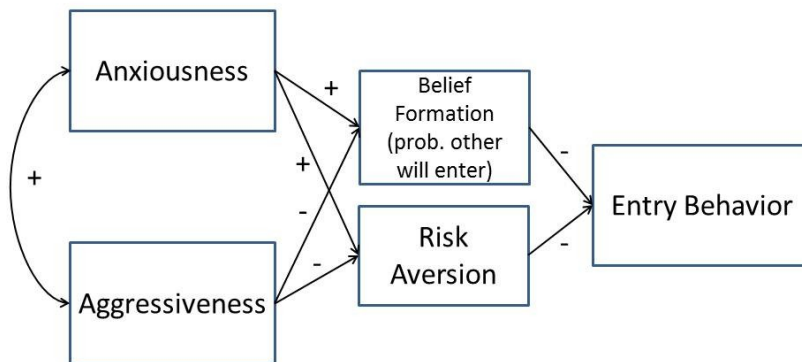 Anxiousness
+
Belief
Formation
(prob. other
will enter)
-
+
+
Entry Behavior
-
Risk
Aversion
-
-
Aggressiveness